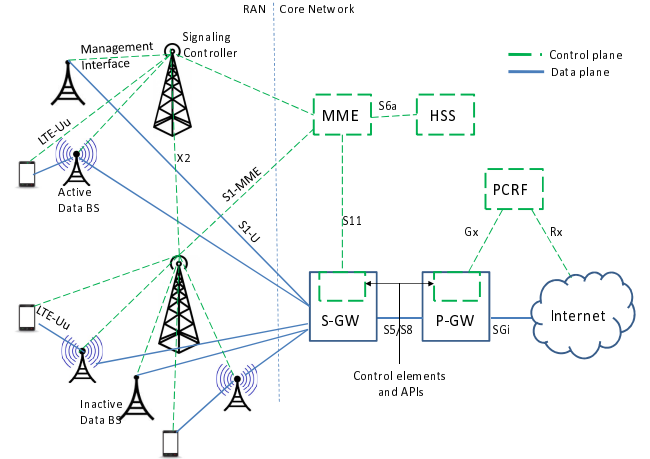 RAN
Core Network
Management
Interface
Signaling
Controller
Control plane
Data plane
LTE-Uu
MME
S6a
HSS
X2
Active
Data BS
S1-MME
PCRF
S1-U
S11
Gx
Rx
LTE-Uu
S-GW
P-GW
Internet
S5/S8
SGi
Control elements
and APIs
Inactive
Data BS